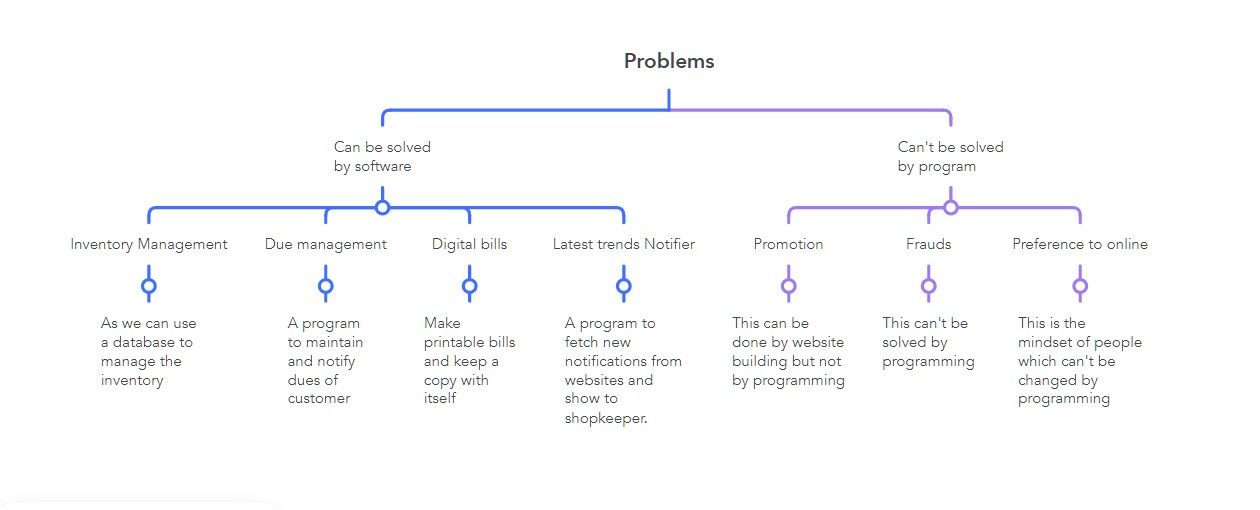 Problems
Can be solved
by software
Can't be solved
by program
Inventory Management
Due management
Digital bills
Latest trends Notifier
Promotion
Frauds
Preference to online
As we can use
a database to
manage the
inventory
A program
to maintain
and notify
dues of
customer
Make
printable bills
and keep a
copy with
itself
A program to
fetch new
notifications from
websites and
show to
shopkeeper.
This can be
done by website
building but not
by programming
This can't be
solved by
programming
This is the
mindset of people
which can't be
changed by
programming